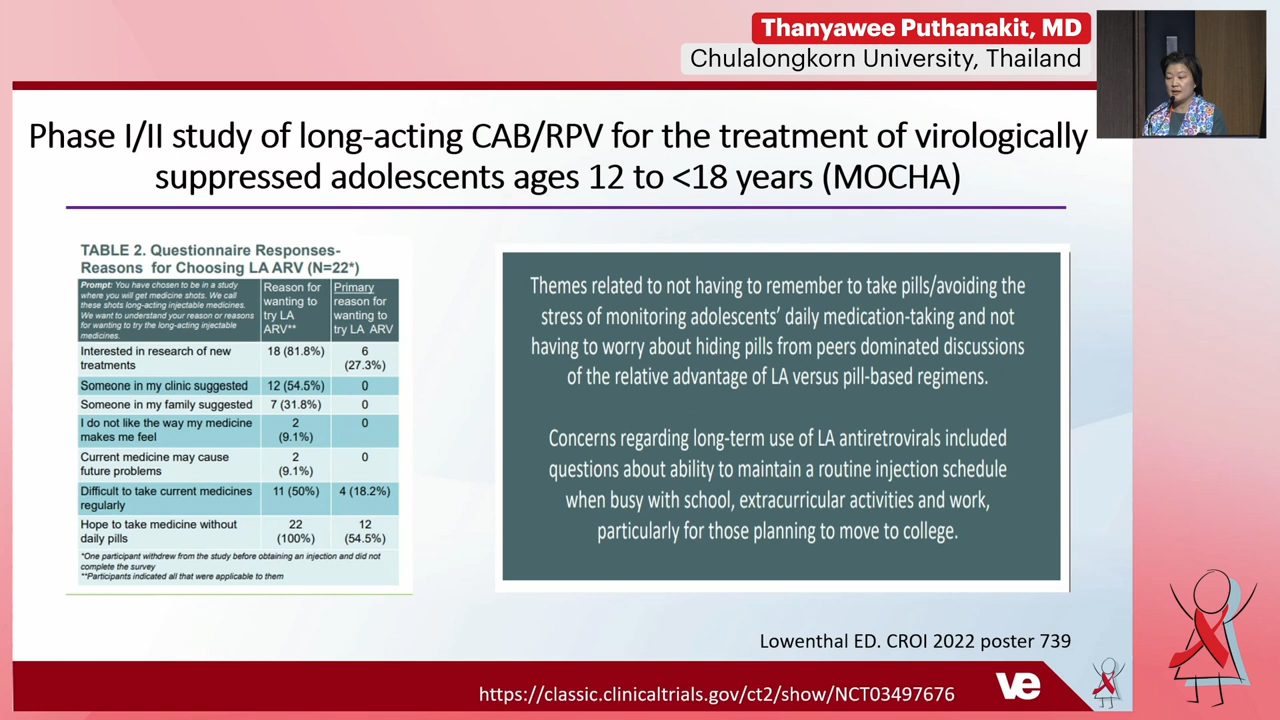 Thanyawee Puthanakit, MD
Chulalongkorn University, Thailand
Phase I/II study of long-acting CAB/RPV for the treatment of virologically
suppressed adolescents ages 12 to <18 years (MOCHA)
TABLE 2. Questionnaire Responses-
Reasons for Choosing LA ARV (N=22*)
Prompt: You have chosen to be in a study
where you will get medicine shots. We call
these shots long-acting injectable medicines.
We want to understand your reason or reasons
for wanting to try the long-acting injectable
medicines.
Reason for
wanting to
try LA
ARV**
Primary
reason for
wanting to
try LA ARV
Interested in research of new
treatments
18 (81.8%)
6
(27.3%)
Someone in my clinic suggested
12 (54.5%)
0
Someone in my family suggested
7 (31.8%)
0
I do not like the way my medicine
makes me feel
2
(9.1%)
0
Current medicine may cause
future problems
2
(9.1%)
0
Difficult to take current medicines
regularly
11 (50%)
4 (18.2%)
Hope to take medicine without
daily pills
22
(100%)
12
(54.5%)
*One participant withdrew from the study before obtaining an injection and did not
complete the survey
**Participants indicated all that were applicable to them
Themes related to not having to remember to take pills/avoiding the
stress of monitoring adolescents' daily medication-taking and not
having to worry about hiding pills from peers dominated discussions
of the relative advantage of LA versus pill-based regimens.
Concerns regarding long-term use of LA antiretrovirals included
questions about ability to maintain a routine injection schedule
when busy with school, extracurricular activities and work,
particularly for those planning to move to college.
Lowenthal ED. CROI 2022 poster 739
https://classic.clinicaltrials.gov/ct2/show/NCT03497676
ve